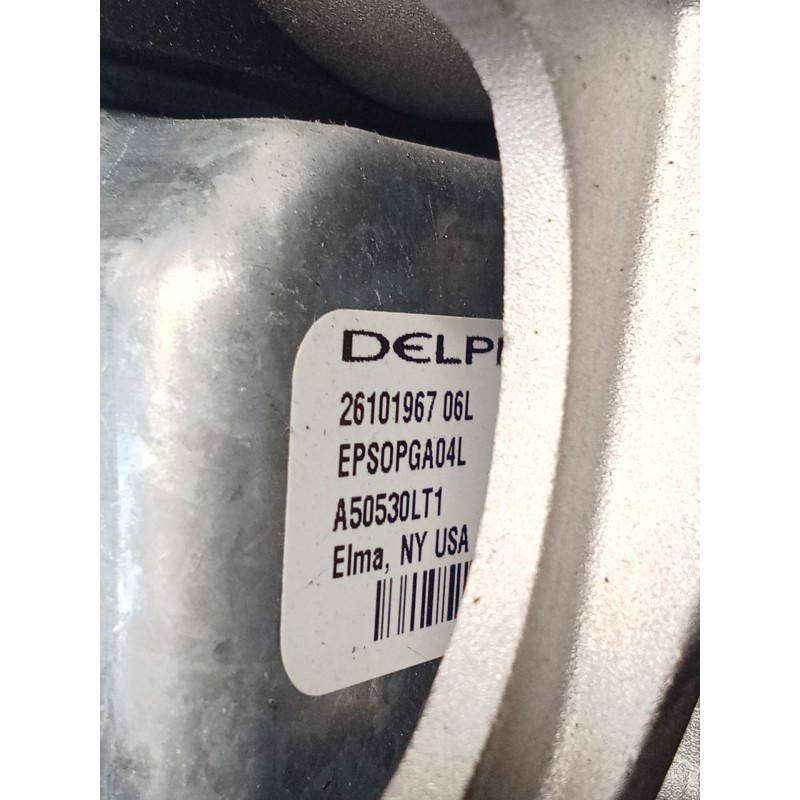 DELPH
26101967 06L
EPSOPGA04L
A50530LT1
Elma, NY USA